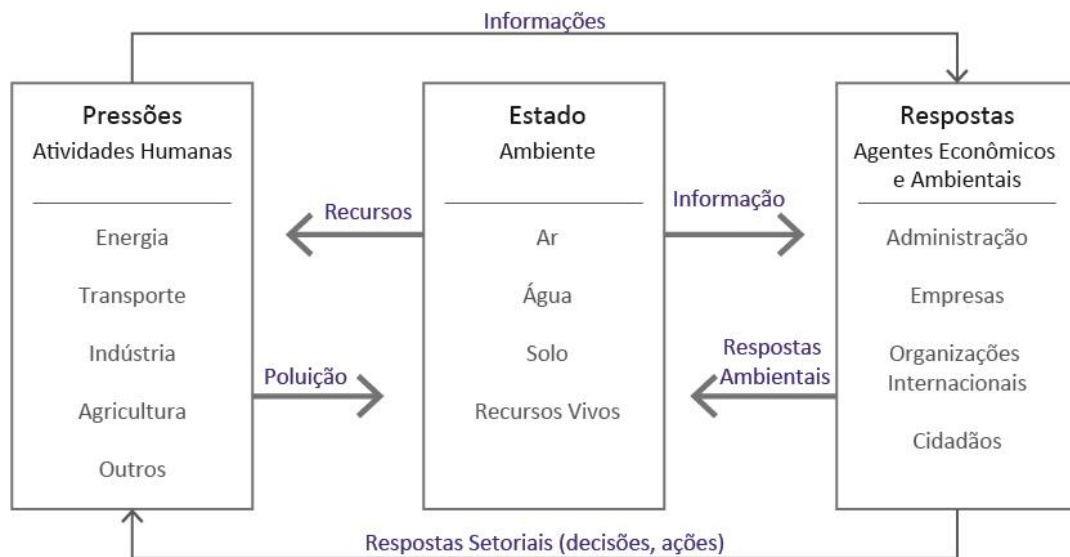 Informações
Pressões
Atividades Humanas
Energia
Transporte
Indústria
Agricultura
Outros
Recursos
Poluição
Estado
Ambiente
Ar
Água
Solo
Recursos Vivos
Informação
Respostas
Ambientais
Respostas
Agentes Econômicos
e Ambientais
Administração
Empresas
Organizações
Internacionais
Cidadãos
Respostas Setoriais (decisões, ações)